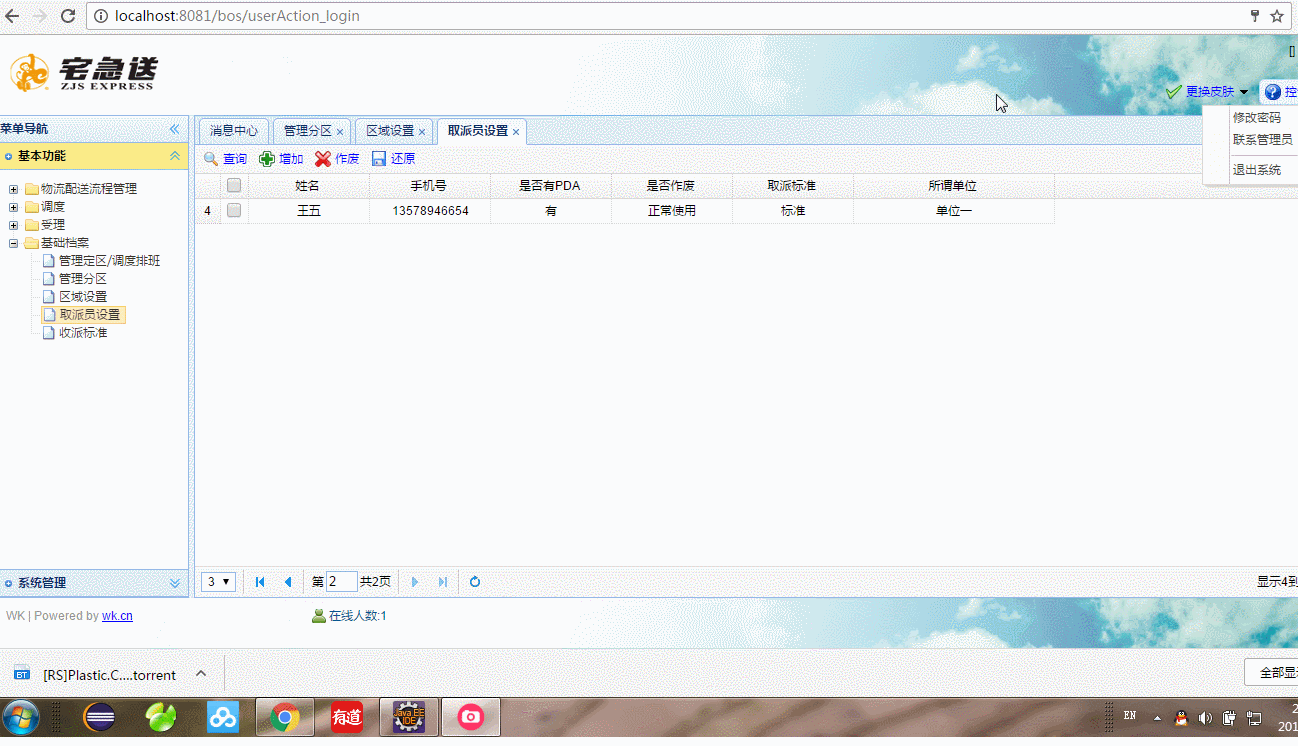 localhost:8081/bos/userAction_login
宅急送
ZJS EXPRESS
更换皮肤 控
修改密码
联系管理员
退出系统
菜单导航
基本功能
物流配送流程管理
调度
受理
基础档案
管理定区/调度排班
管理分区
区域设置
取派员设置
收派标准
系统管理
消息中心 管理分区 区域设置 取派员设置
查询 增加 作废 还原
姓名 手机号 是否有PDA 是否作废 取派标准 所谓单位
4 王五 13578946654 有 正常使用 标准 单位一
3 第 2 共2页 显示4到
WK | Powered by wk.cn 在线人数:1
BT [RS]Plastic.C....torrent 全部显
有道 Java EE IDE EN 2
201